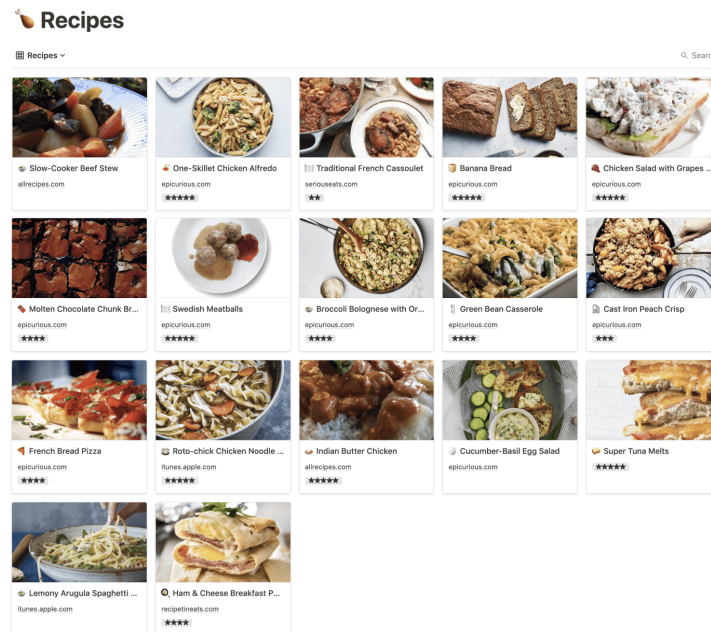 Recipes
Recipes
Searc
Slow-Cooker Beef Stew
allrecipes.com
One-Skillet Chicken Alfredo
epicurious.com
★★★★★
Traditional French Cassoulet
seriouseats.com
★★
Banana Bread
epicurious.com
★★★★★
Chicken Salad with Grapes ...
epicurious.com
★★★★★
Molten Chocolate Chunk Br...
epicurious.com
★★★★
Swedish Meatballs
epicurious.com
★★★★★
Broccoli Bolognese with Or...
epicurious.com
★★★★
Green Bean Casserole
epicurious.com
★★★★
Cast Iron Peach Crisp
epicurious.com
★★★
French Bread Pizza
epicurious.com
★★★★
Roto-chick Chicken Noodle ...
itunes.apple.com
★★★★★
Indian Butter Chicken
allrecipes.com
★★★★★
Cucumber-Basil Egg Salad
epicurious.com
Super Tuna Melts
★★★★★
Lemony Arugula Spaghetti ...
itunes.apple.com
Ham & Cheese Breakfast P...
recipetineats.com
★★★★